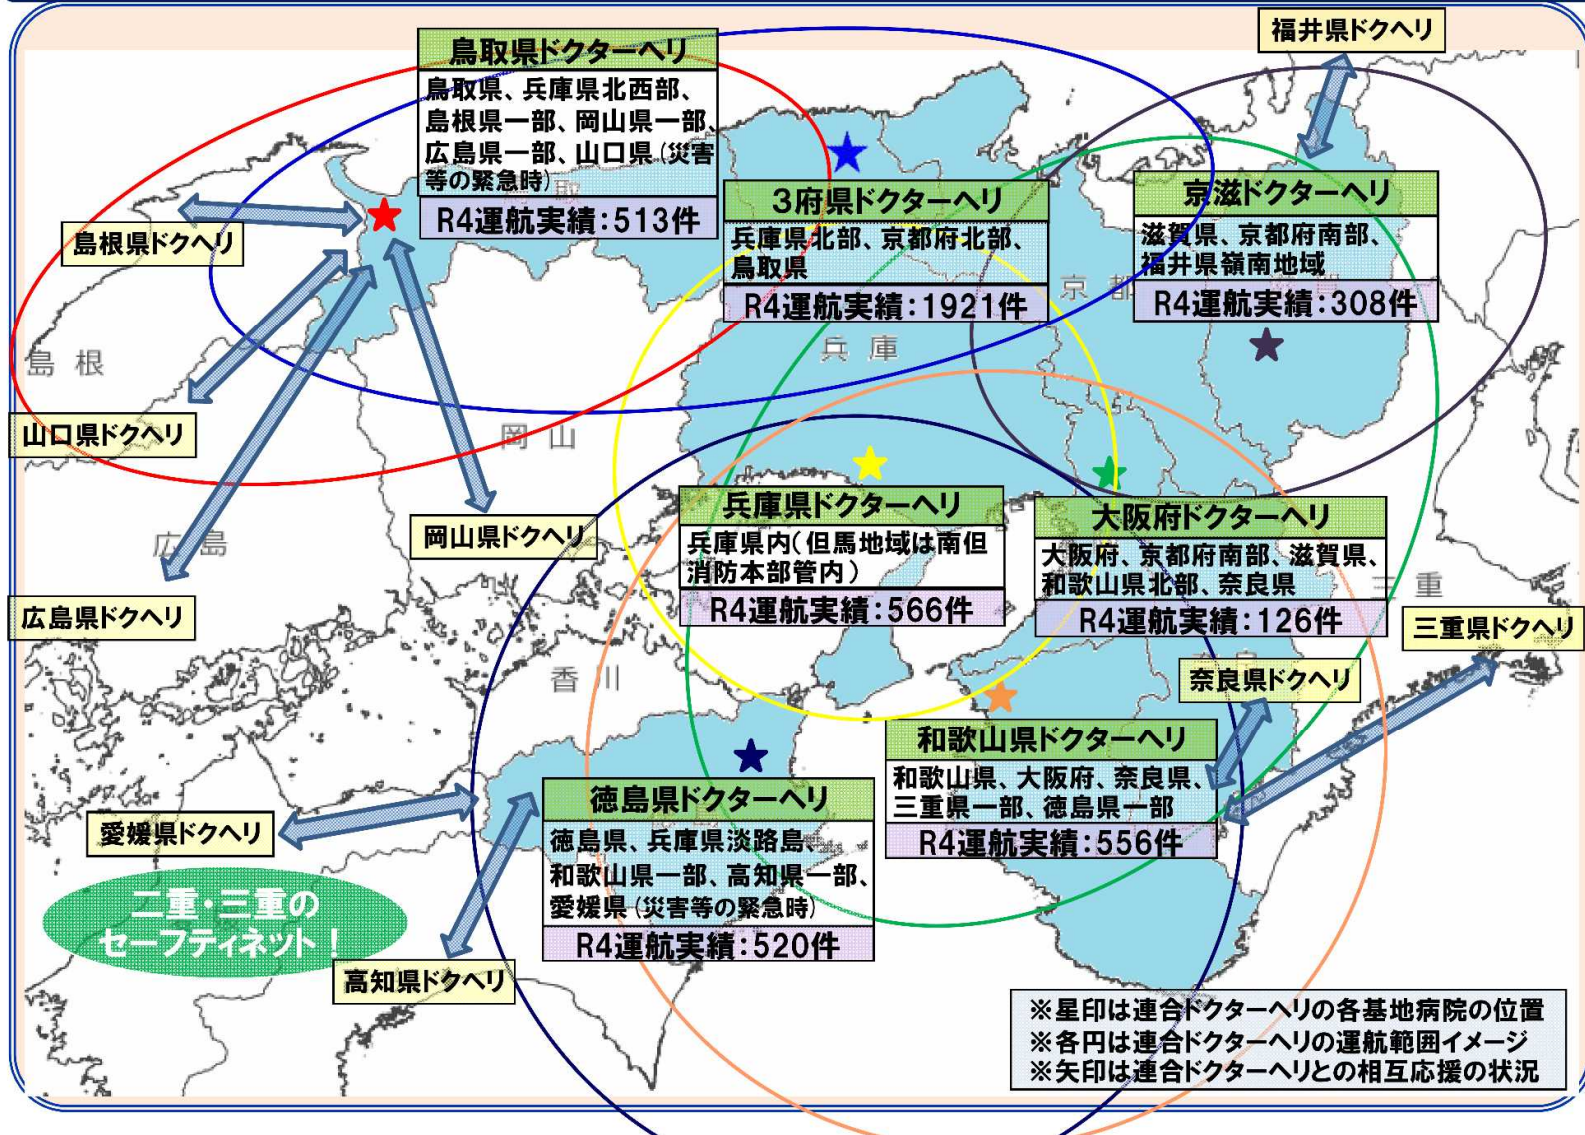 福井県ドクヘリ
鳥取県ドクターヘリ
鳥取県、兵庫県北西部、
島根県一部、岡山県一部、
広島県一部、山口県(災害
等の緊急時)
R4運航実績:513件
3府県ドクターヘリ
兵庫県北部、京都府北部、
鳥取県
R4運航実績:1921件
京滋ドクターヘリ
滋賀県、京都府南部、
福井県嶺南地域
R4運航実績:308件
島根県ドクヘリ
京都
兵庫
島根
山口県ドクヘリ
岡山
岡山県ドクヘリ
広島
広島県ドクヘリ
兵庫県ドクターヘリ
兵庫県内(但馬地域は南但
消防本部管内)
R4運航実績:566件
大阪府ドクターヘリ
大阪府、京都府南部、滋賀県、
和歌山県北部、奈良県
R4運航実績:126件
三重
三重県ドクヘリ
香川
奈良県ドクヘリ
和歌山県ドクターヘリ
和歌山県、大阪府、奈良県、
三重県一部、徳島県一部
R4運航実績:556件
徳島県ドクターヘリ
徳島県、兵庫県淡路島、
和歌山県一部、高知県一部、
愛媛県(災害等の緊急時)
R4運航実績:520件
愛媛県ドクヘリ
二重・三重の
セーフティネット!
高知県ドクヘリ
※星印は連合ドクターヘリの各基地病院の位置
※各円は連合ドクターヘリの運航範囲イメージ
※矢印は連合ドクターヘリとの相互応援の状況